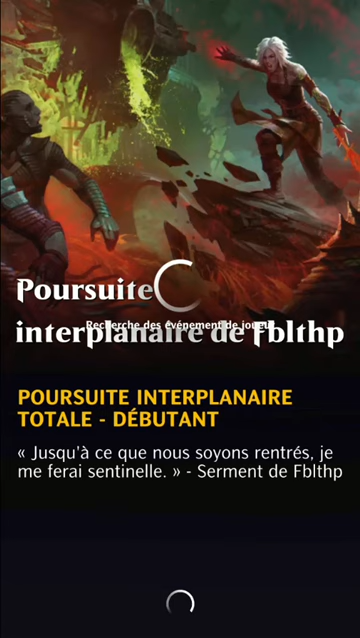 Poursuite
Recherche des événement de joueur
interplanaire de Fblthp
POURSUITE INTERPLANAIRE
TOTALE - DÉBUTANT
« Jusqu'à ce que nous soyons rentrés, je
me ferai sentinelle. » - Serment de Fblthp